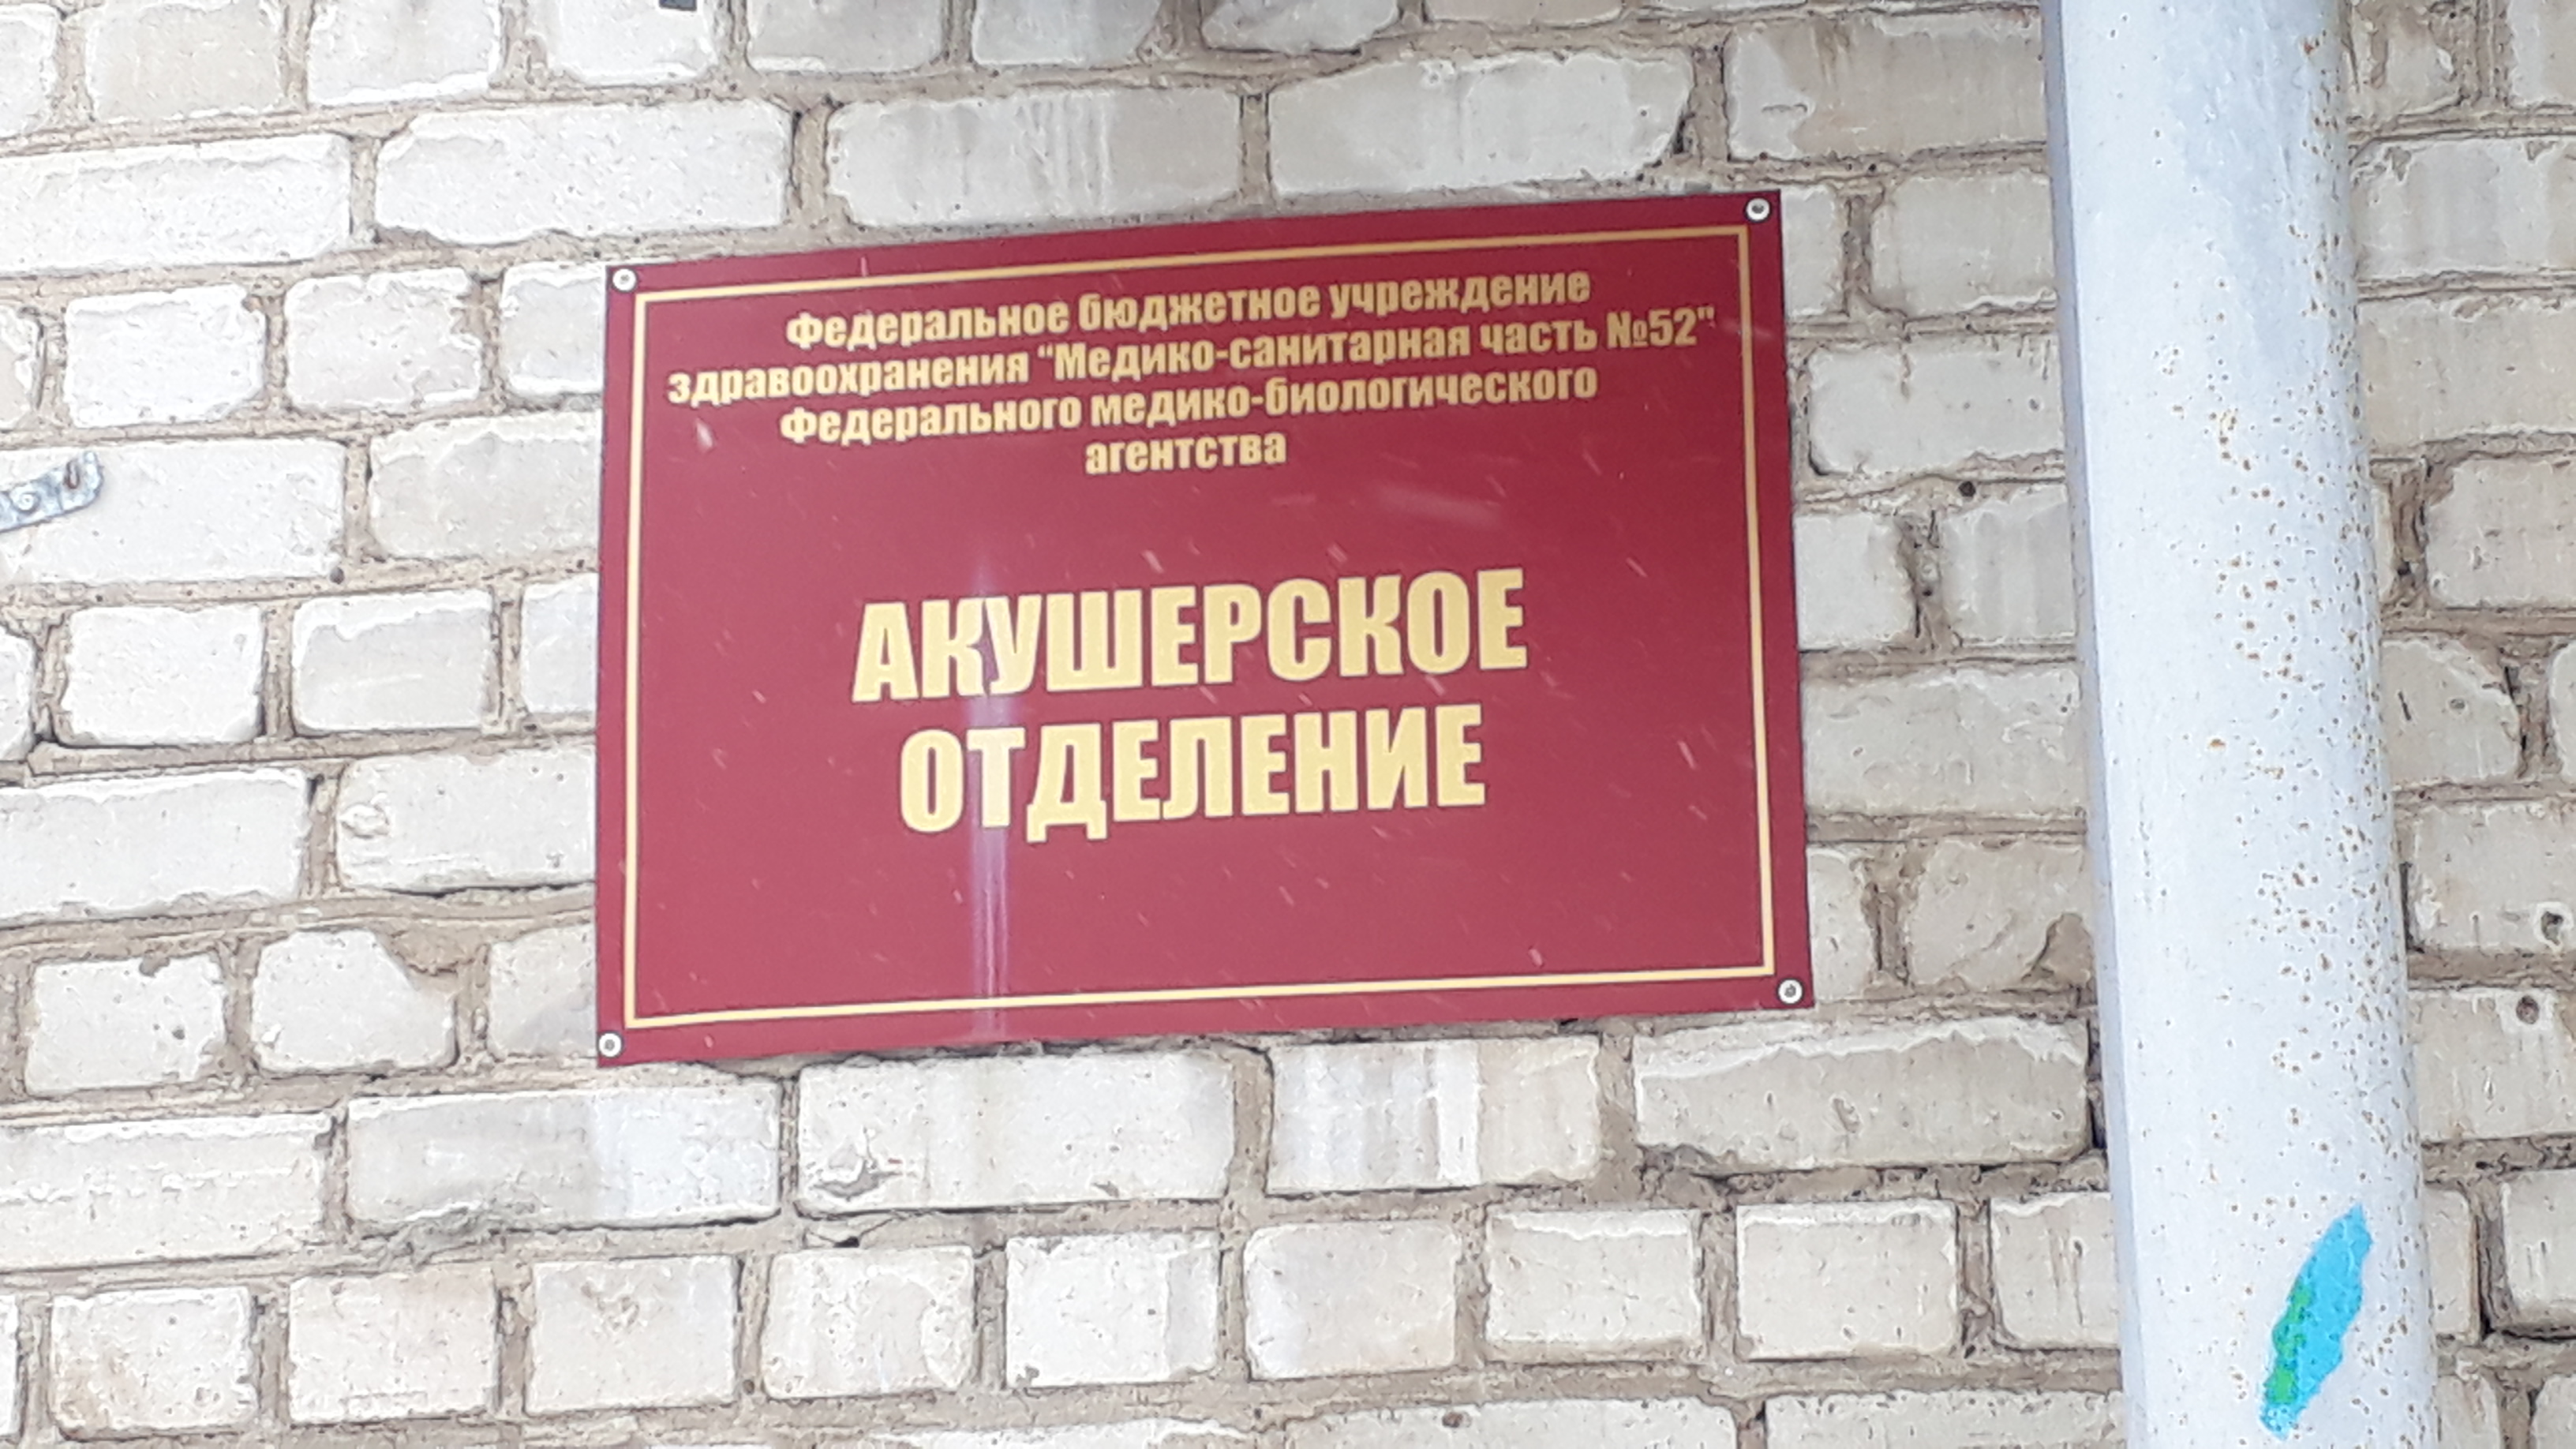 Федеральное бюджетное учреждение
здравоохранения “Медико-санитарная часть №52"
Федерального медико-биологического
агентства
АКУШЕРСКОЕ
ОТДЕЛЕНИЕ